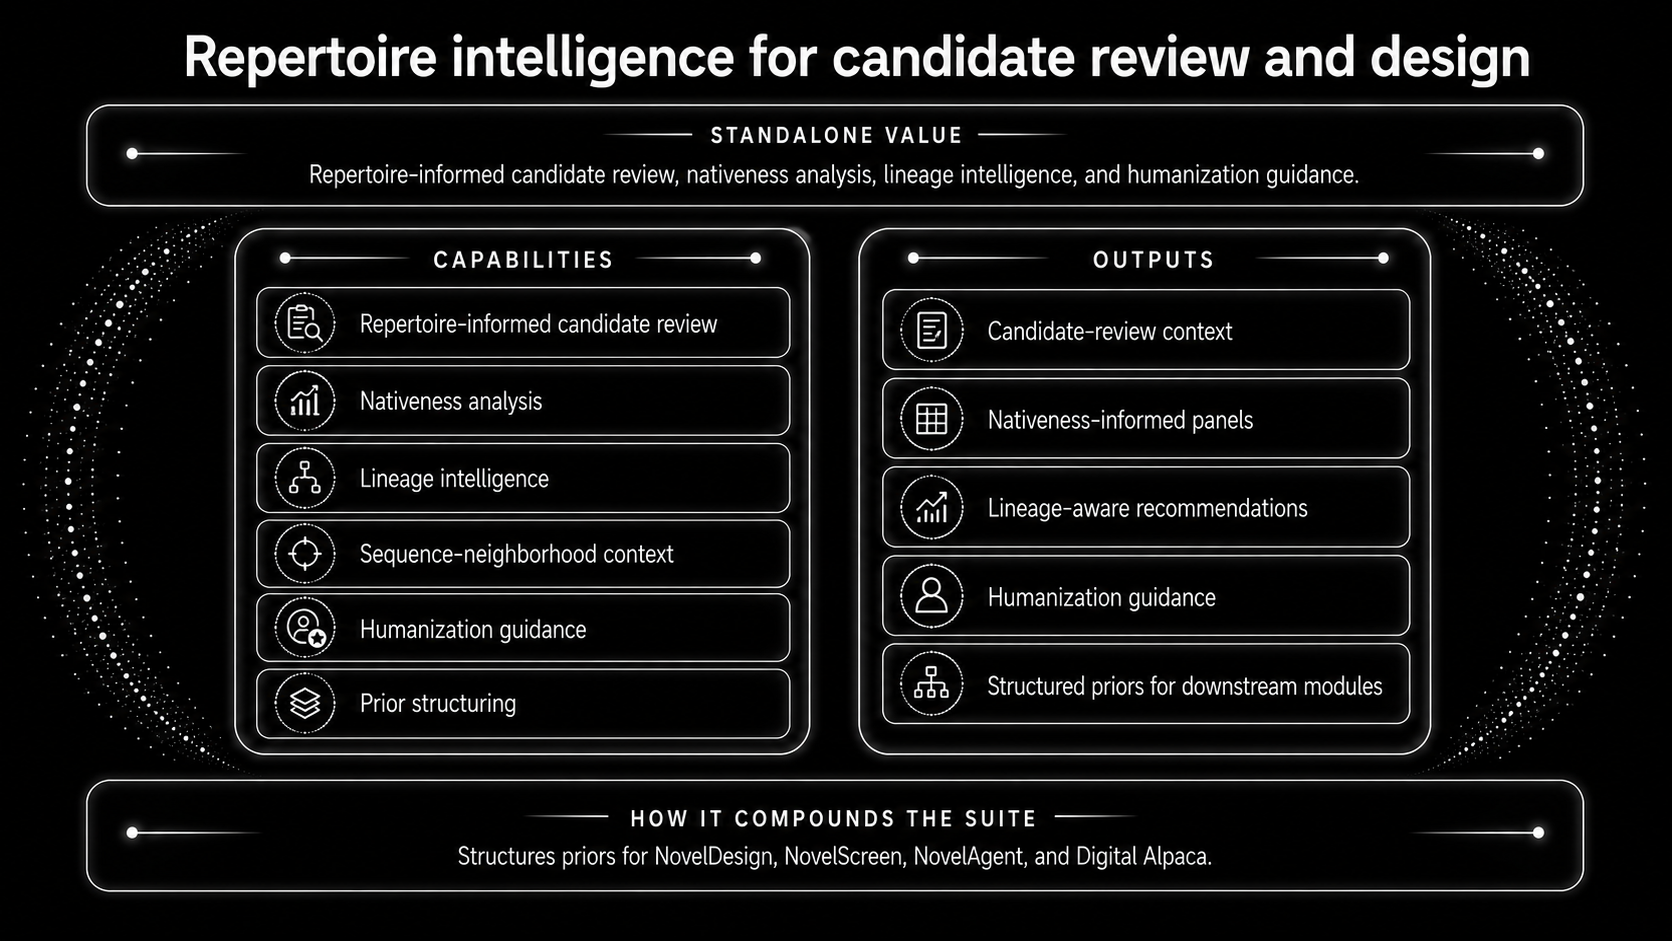 Repertoire intelligence for candidate review and design
STANDALONE VALUE
Repertoire-informed candidate review, nativeness analysis, lineage intelligence, and humanization guidance.
CAPABILITIES
Repertoire-informed candidate review
Nativeness analysis
Lineage intelligence
Sequence-neighborhood context
Humanization guidance
Prior structuring
OUTPUTS
Candidate-review context
Nativeness-informed panels
Lineage-aware recommendations
Humanization guidance
Structured priors for downstream modules
HOW IT COMPOUNDS THE SUITE
Structures priors for NovelDesign, NovelScreen, NovelAgent, and Digital Alpaca.